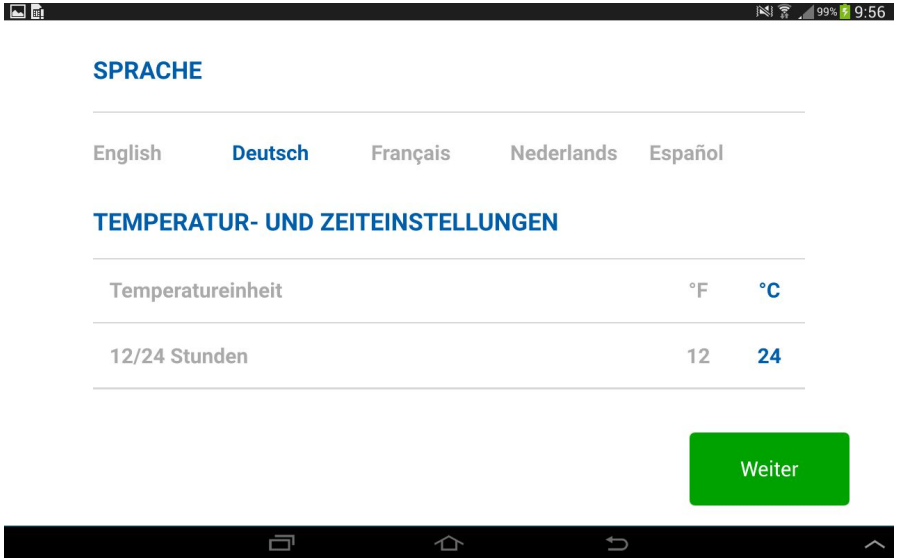 99% 9:56
SPRACHE
English Deutsch Français Nederlands Español
TEMPERATUR- UND ZEITEINSTELLUNGEN
Temperatureinheit °F °C
12/24 Stunden 12 24
Weiter